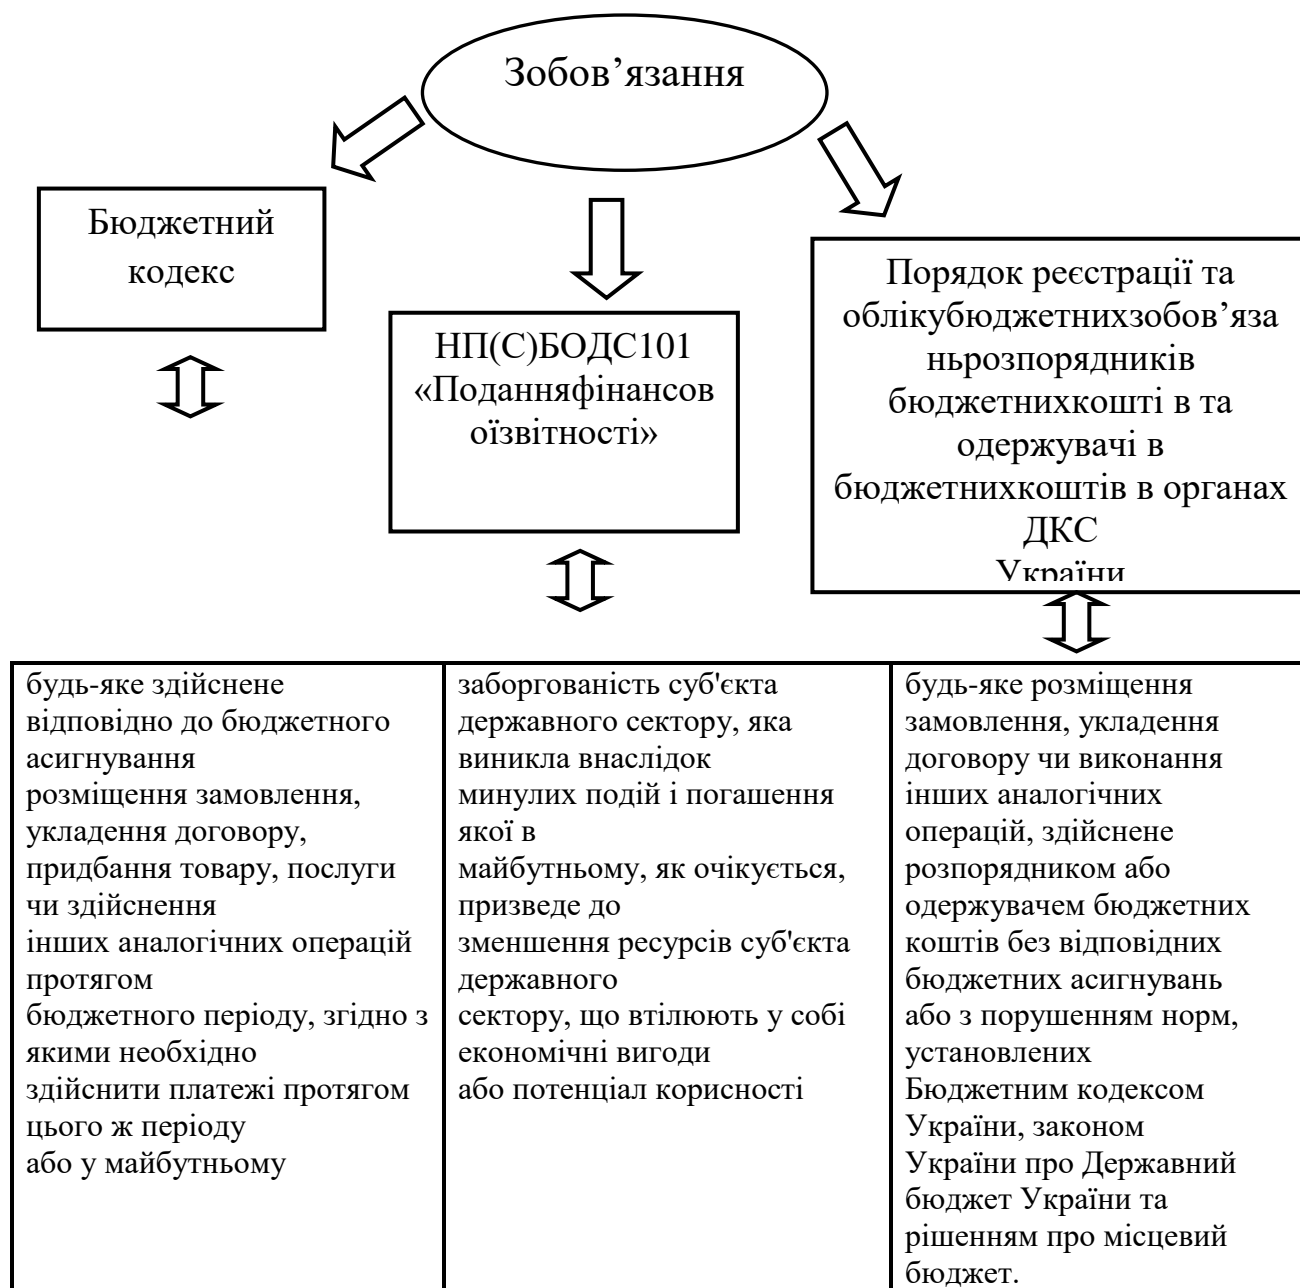 Зобов’язання
Бюджетний
кодекс
НП(С)БОДС101
«Поданняфінансов
оїзвітності»
Порядок реєстрації та
облікубюджетнихзобов’яза
ньрозпорядників
бюджетнихкошті в та
одержувачі в
бюджетнихкоштів в органах
ДКС
України
будь-яке здійснене
відповідно до бюджетного
асигнування
розміщення замовлення,
укладення договору,
придбання товару, послуги
чи здійснення
інших аналогічних операцій
протягом
бюджетного періоду, згідно з
якими необхідно
здійснити платежі протягом
цього ж періоду
або у майбутньому
заборгованість суб'єкта
державного сектору, яка
виникла внаслідок
минулих подій і погашення
якої в
майбутньому, як очікується,
призведе до
зменшення ресурсів суб'єкта
державного
сектору, що втілюють у собі
економічні вигоди
або потенціал корисності
будь-яке розміщення
замовлення, укладення
договору чи виконання
інших аналогічних
операцій, здійснене
розпорядником або
одержувачем бюджетних
коштів без відповідних
бюджетних асигнувань
або з порушенням норм,
установлених
Бюджетним кодексом
України, законом
України про Державний
бюджет України та
рішенням про місцевий
бюджет.